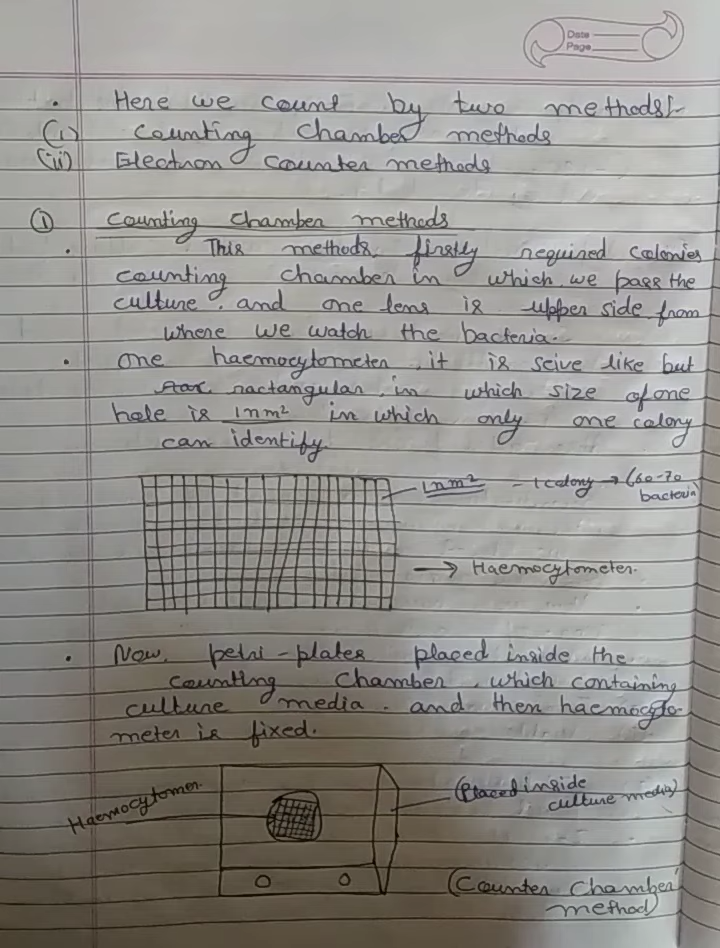 Date
Page
• Here we count by two methods:-
(i) counting chamber methods
(ii) Electron counter methods
① counting chamber methods
• This methods, firstly required colonies
counting chamber in which we pass the
culture. and one lens is upper side from
where we watch the bacteria.
• one haemocytometer, it is seive like but
ractangular, in which size of one
hole is 1nm² in which only one colony
can identify
1nm² - 1 colony → (60-70
bacteria)
→ Haemocytometer.
• Now, petri-plates placed inside the
counting chamber, which containing
culture media. and then haemocyto-
meter is fixed.
Haemocytomer.
(Placed inside
culture media)
(Counter Chamber
method)